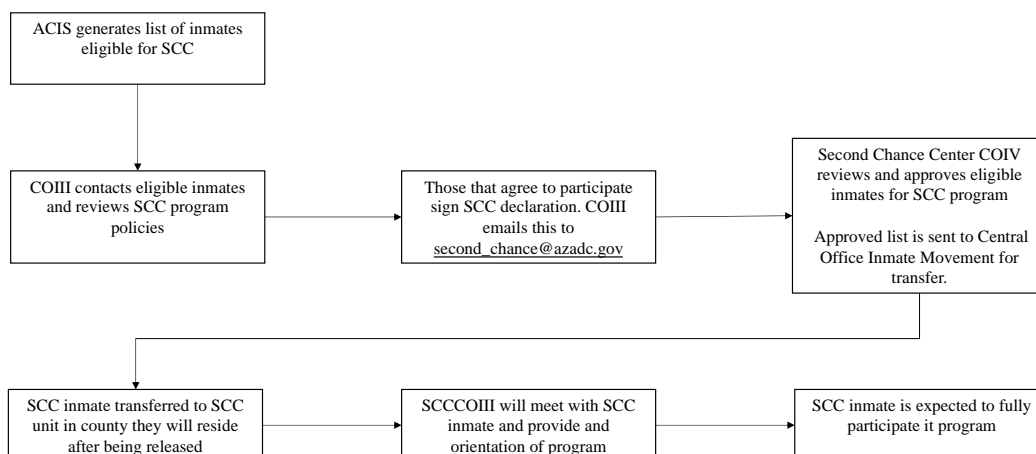 ACIS generates list of inmates
eligible for SCC
COIII contacts eligible inmates
and reviews SCC program
policies
Those that agree to participate
sign SCC declaration. COIII
emails this to
second_chance@azadc.gov
Second Chance Center COIV
reviews and approves eligible
inmates for SCC program
Approved list is sent to Central
Office Inmate Movement for
transfer.
SCC inmate transferred to SCC
unit in county they will reside
after being released
SCCCOIII will meet with SCC
inmate and provide and
orientation of program
SCC inmate is expected to fully
participate it program